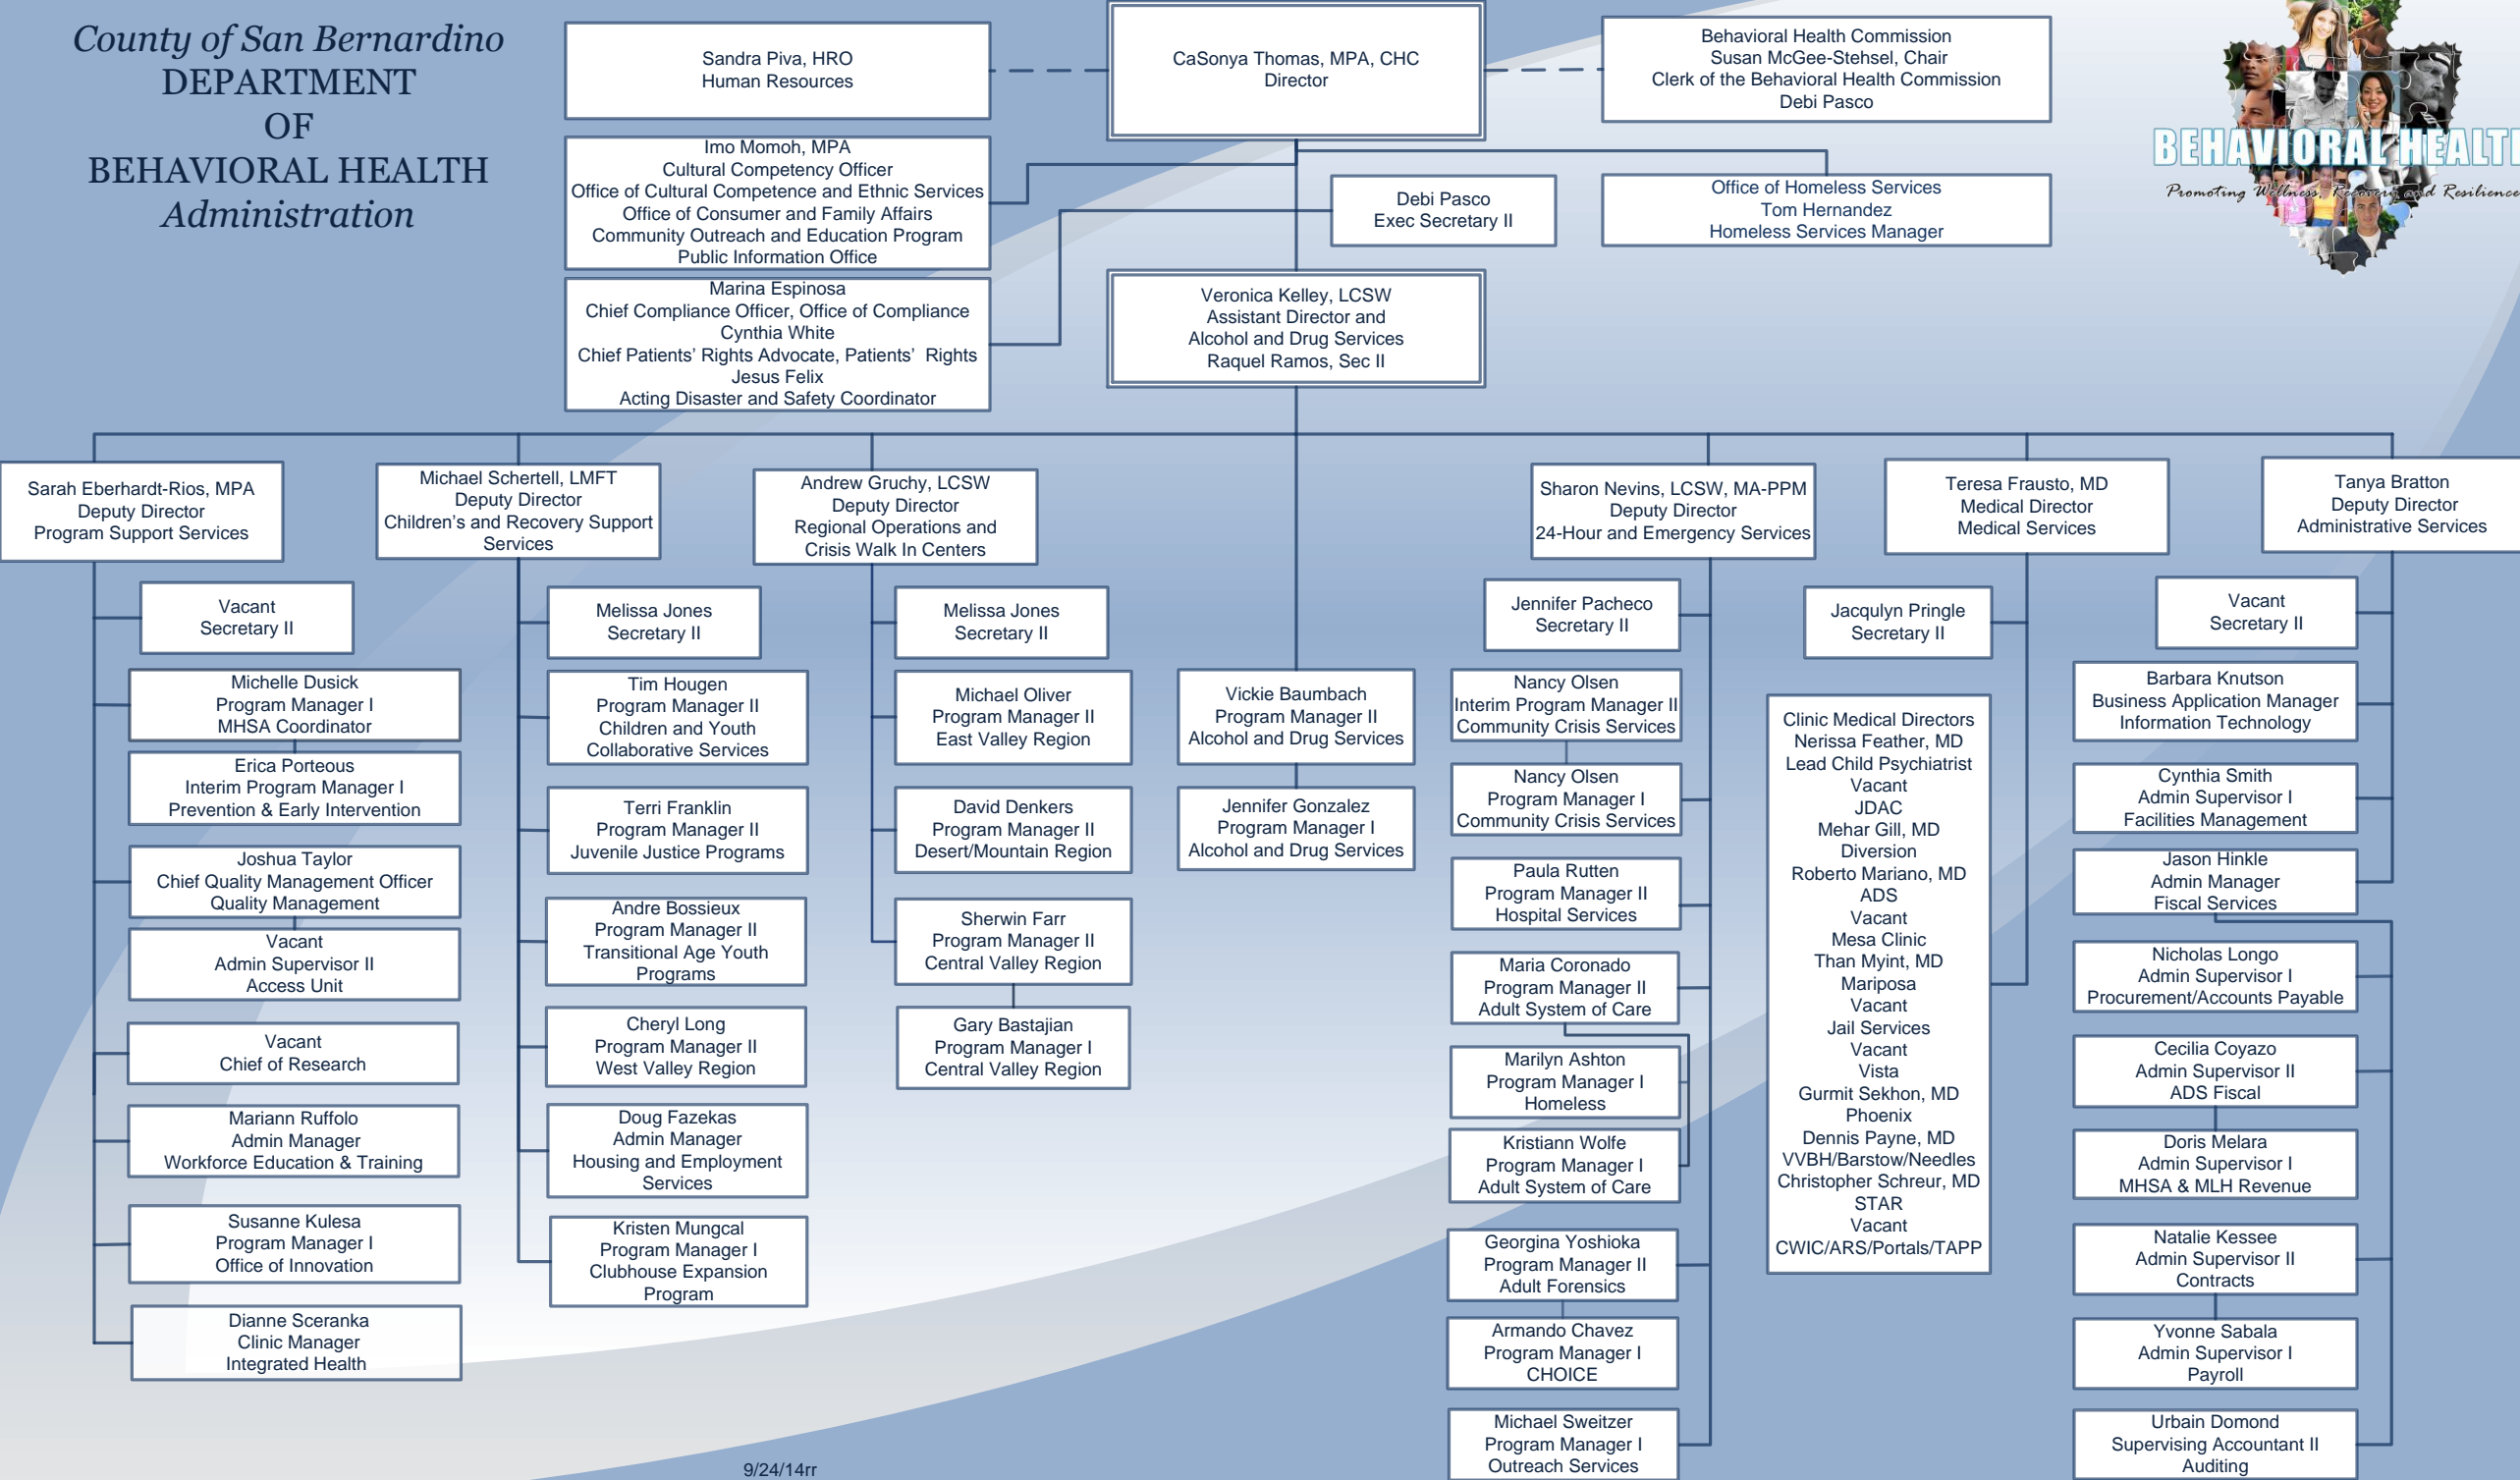 County of San Bernardino
DEPARTMENT
OF
BEHAVIORAL HEALTH
Administration
Sandra Piva, HRO
Human Resources
CaSonya Thomas, MPA, CHC
Director
Behavioral Health Commission
Susan McGee-Stehsel, Chair
Clerk of the Behavioral Health Commission
Debi Pasco
BEHAVIORAL HEALTH
Promoting Wellness, Recovery and Resilience
Imo Momoh, MPA
Cultural Competency Officer
Office of Cultural Competence and Ethnic Services
Office of Consumer and Family Affairs
Community Outreach and Education Program
Public Information Office
Debi Pasco
Exec Secretary II
Office of Homeless Services
Tom Hernandez
Homeless Services Manager
Marina Espinosa
Chief Compliance Officer, Office of Compliance
Cynthia White
Chief Patients’ Rights Advocate, Patients’ Rights
Jesus Felix
Acting Disaster and Safety Coordinator
Veronica Kelley, LCSW
Assistant Director and
Alcohol and Drug Services
Raquel Ramos, Sec II
Sarah Eberhardt-Rios, MPA
Deputy Director
Program Support Services
Vacant
Secretary II
Michelle Dusick
Program Manager I
MHSA Coordinator
Erica Porteous
Interim Program Manager I
Prevention & Early Intervention
Joshua Taylor
Chief Quality Management Officer
Quality Management
Vacant
Admin Supervisor II
Access Unit
Vacant
Chief of Research
Mariann Ruffolo
Admin Manager
Workforce Education & Training
Susanne Kulesa
Program Manager I
Office of Innovation
Dianne Sceranka
Clinic Manager
Integrated Health
Michael Schertell, LMFT
Deputy Director
Children’s and Recovery Support
Services
Melissa Jones
Secretary II
Tim Hougen
Program Manager II
Children and Youth
Collaborative Services
Terri Franklin
Program Manager II
Juvenile Justice Programs
Andre Bossieux
Program Manager II
Transitional Age Youth
Programs
Cheryl Long
Program Manager II
West Valley Region
Doug Fazekas
Admin Manager
Housing and Employment
Services
Kristen Mungcal
Program Manager I
Clubhouse Expansion
Program
Andrew Gruchy, LCSW
Deputy Director
Regional Operations and
Crisis Walk In Centers
Melissa Jones
Secretary II
Michael Oliver
Program Manager II
East Valley Region
David Denkers
Program Manager II
Desert/Mountain Region
Sherwin Farr
Program Manager II
Central Valley Region
Gary Bastajian
Program Manager I
Central Valley Region
Vickie Baumbach
Program Manager II
Alcohol and Drug Services
Jennifer Gonzalez
Program Manager I
Alcohol and Drug Services
Sharon Nevins, LCSW, MA-PPM
Deputy Director
24-Hour and Emergency Services
Jennifer Pacheco
Secretary II
Nancy Olsen
Interim Program Manager II
Community Crisis Services
Nancy Olsen
Program Manager I
Community Crisis Services
Paula Rutten
Program Manager II
Hospital Services
Maria Coronado
Program Manager II
Adult System of Care
Marilyn Ashton
Program Manager I
Homeless
Kristiann Wolfe
Program Manager I
Adult System of Care
Georgina Yoshioka
Program Manager II
Adult Forensics
Armando Chavez
Program Manager I
CHOICE
Michael Sweitzer
Program Manager I
Outreach Services
Teresa Frausto, MD
Medical Director
Medical Services
Jacqulyn Pringle
Secretary II
Clinic Medical Directors
Nerissa Feather, MD
Lead Child Psychiatrist
Vacant
JDAC
Mehar Gill, MD
Diversion
Roberto Mariano, MD
ADS
Vacant
Mesa Clinic
Than Myint, MD
Mariposa
Vacant
Jail Services
Vacant
Vista
Gurmit Sekhon, MD
Phoenix
Dennis Payne, MD
VVBH/Barstow/Needles
Christopher Schreur, MD
STAR
Vacant
CWIC/ARS/Portals/TAPP
Tanya Bratton
Deputy Director
Administrative Services
Vacant
Secretary II
Barbara Knutson
Business Application Manager
Information Technology
Cynthia Smith
Admin Supervisor I
Facilities Management
Jason Hinkle
Admin Manager
Fiscal Services
Nicholas Longo
Admin Supervisor I
Procurement/Accounts Payable
Cecilia Coyazo
Admin Supervisor II
ADS Fiscal
Doris Melara
Admin Supervisor I
MHSA & MLH Revenue
Natalie Kessee
Admin Supervisor II
Contracts
Yvonne Sabala
Admin Supervisor I
Payroll
Urbain Domond
Supervising Accountant II
Auditing
9/24/14rr